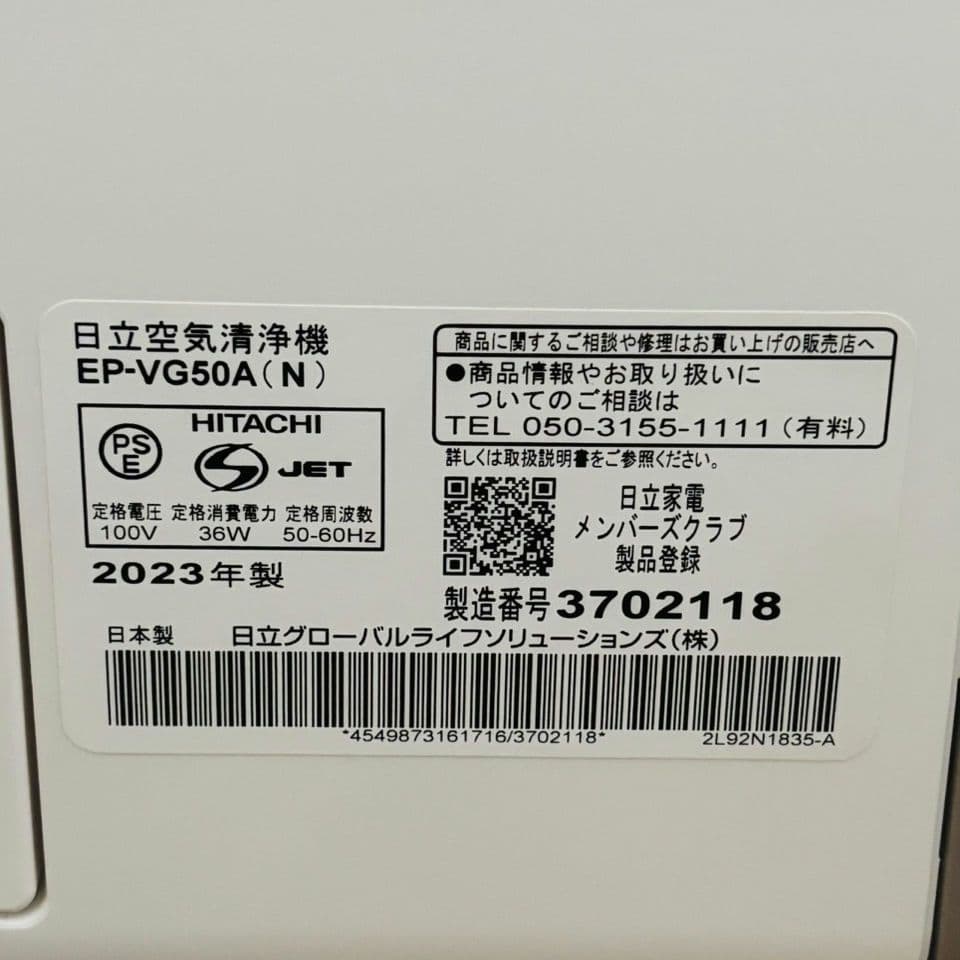 日立空気清浄機
EP-VG50A(N)
PS
E
HITACHI
S JET
定格電圧 定格消費電力 定格周波数
100V 36W 50-60Hz
2023年製
商品に関するご相談や修理はお買い上げの販売店へ
●商品情報やお取り扱いに
ついてのご相談は
TEL 050-3155-1111(有料)
詳しくは取扱説明書をご参照ください。
日立家電
メンバーズクラブ
製品登録
製造番号3702118
日本製 日立グローバルライフソリューションズ(株)
*4549873161716/3702118* 2L92N1835-A